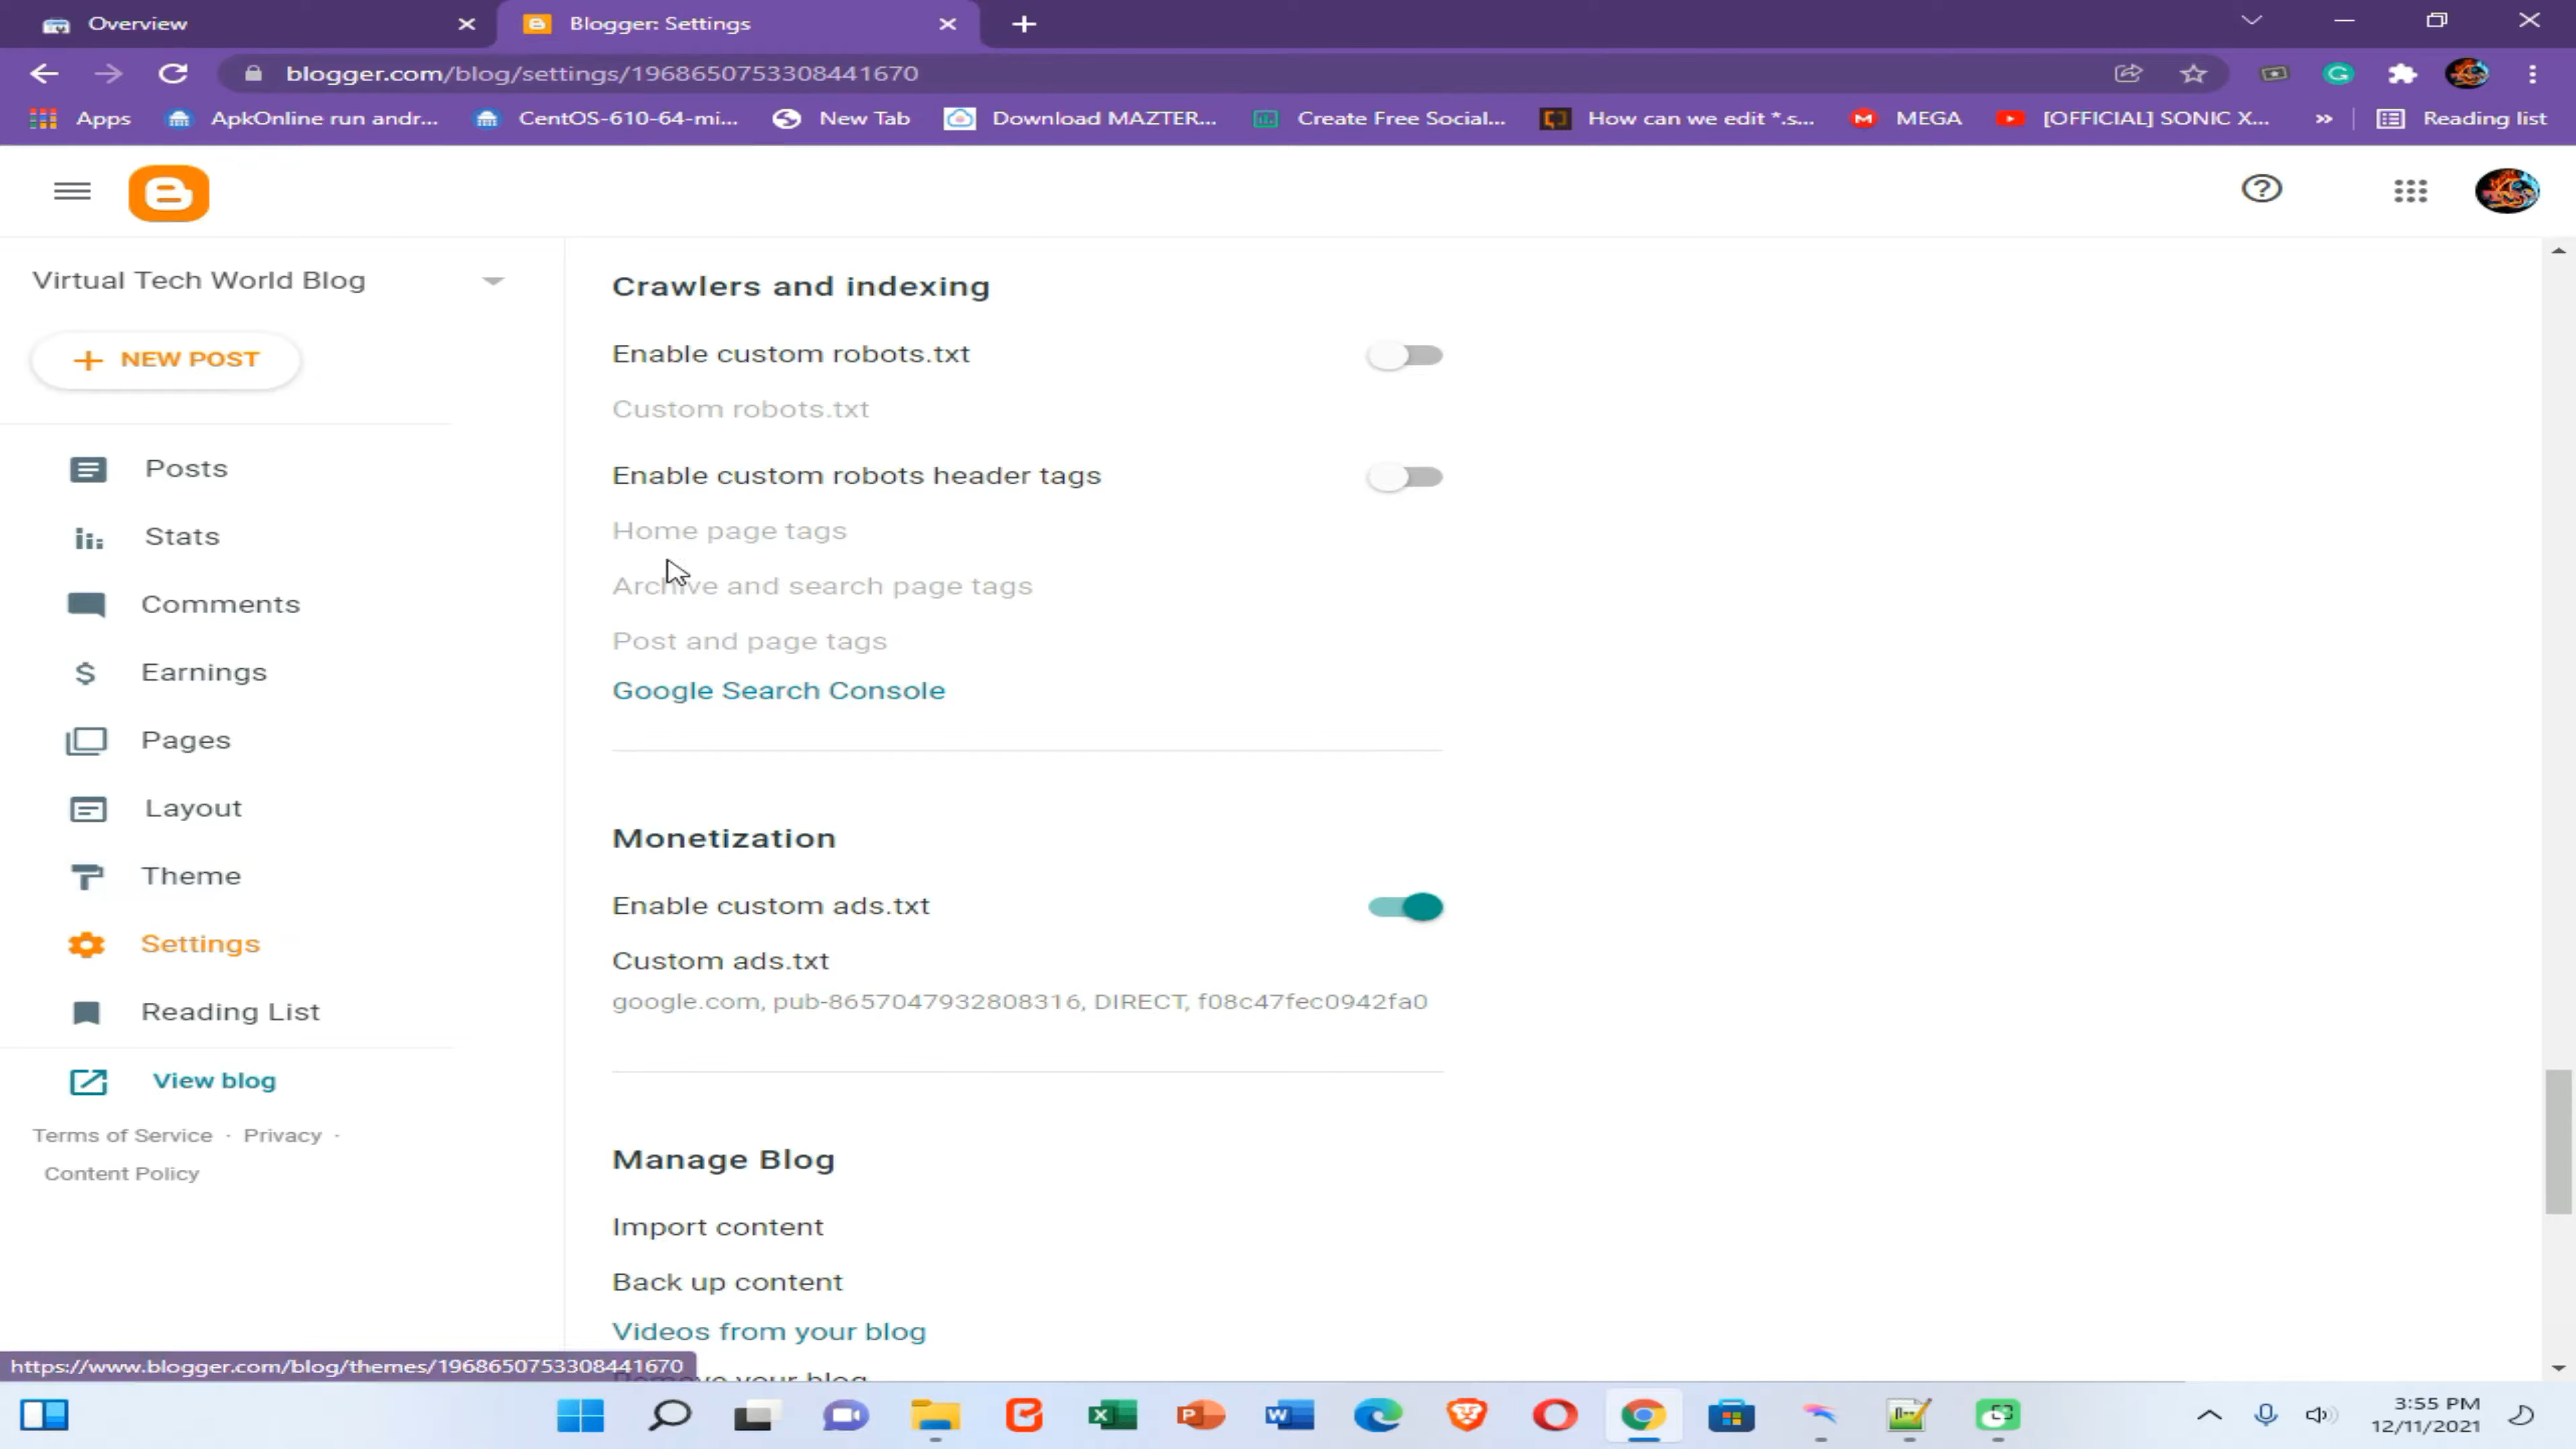 Overview
Blogger: Settings
blogger.com/blog/settings/1968650753308441670
Apps
ApkOnline run andr...
CentOS-610-64-mi...
New Tab
Download MAZTER...
Create Free Social...
How can we edit *.s...
MEGA
[OFFICIAL] SONIC X...
»
Reading list
Virtual Tech World Blog
+ NEW POST
Posts
Stats
Comments
Earnings
Pages
Layout
Theme
Settings
Reading List
View blog
Terms of Service · Privacy ·
Content Policy
Crawlers and indexing
Enable custom robots.txt
Custom robots.txt
Enable custom robots header tags
Home page tags
Archive and search page tags
Post and page tags
Google Search Console
Monetization
Enable custom ads.txt
Custom ads.txt
google.com, pub-8657047932808316, DIRECT, f08c47fec0942fa0
Manage Blog
Import content
Back up content
Videos from your blog
Remove your blog
https://www.blogger.com/blog/themes/1968650753308441670
3:55 PM
12/11/2021